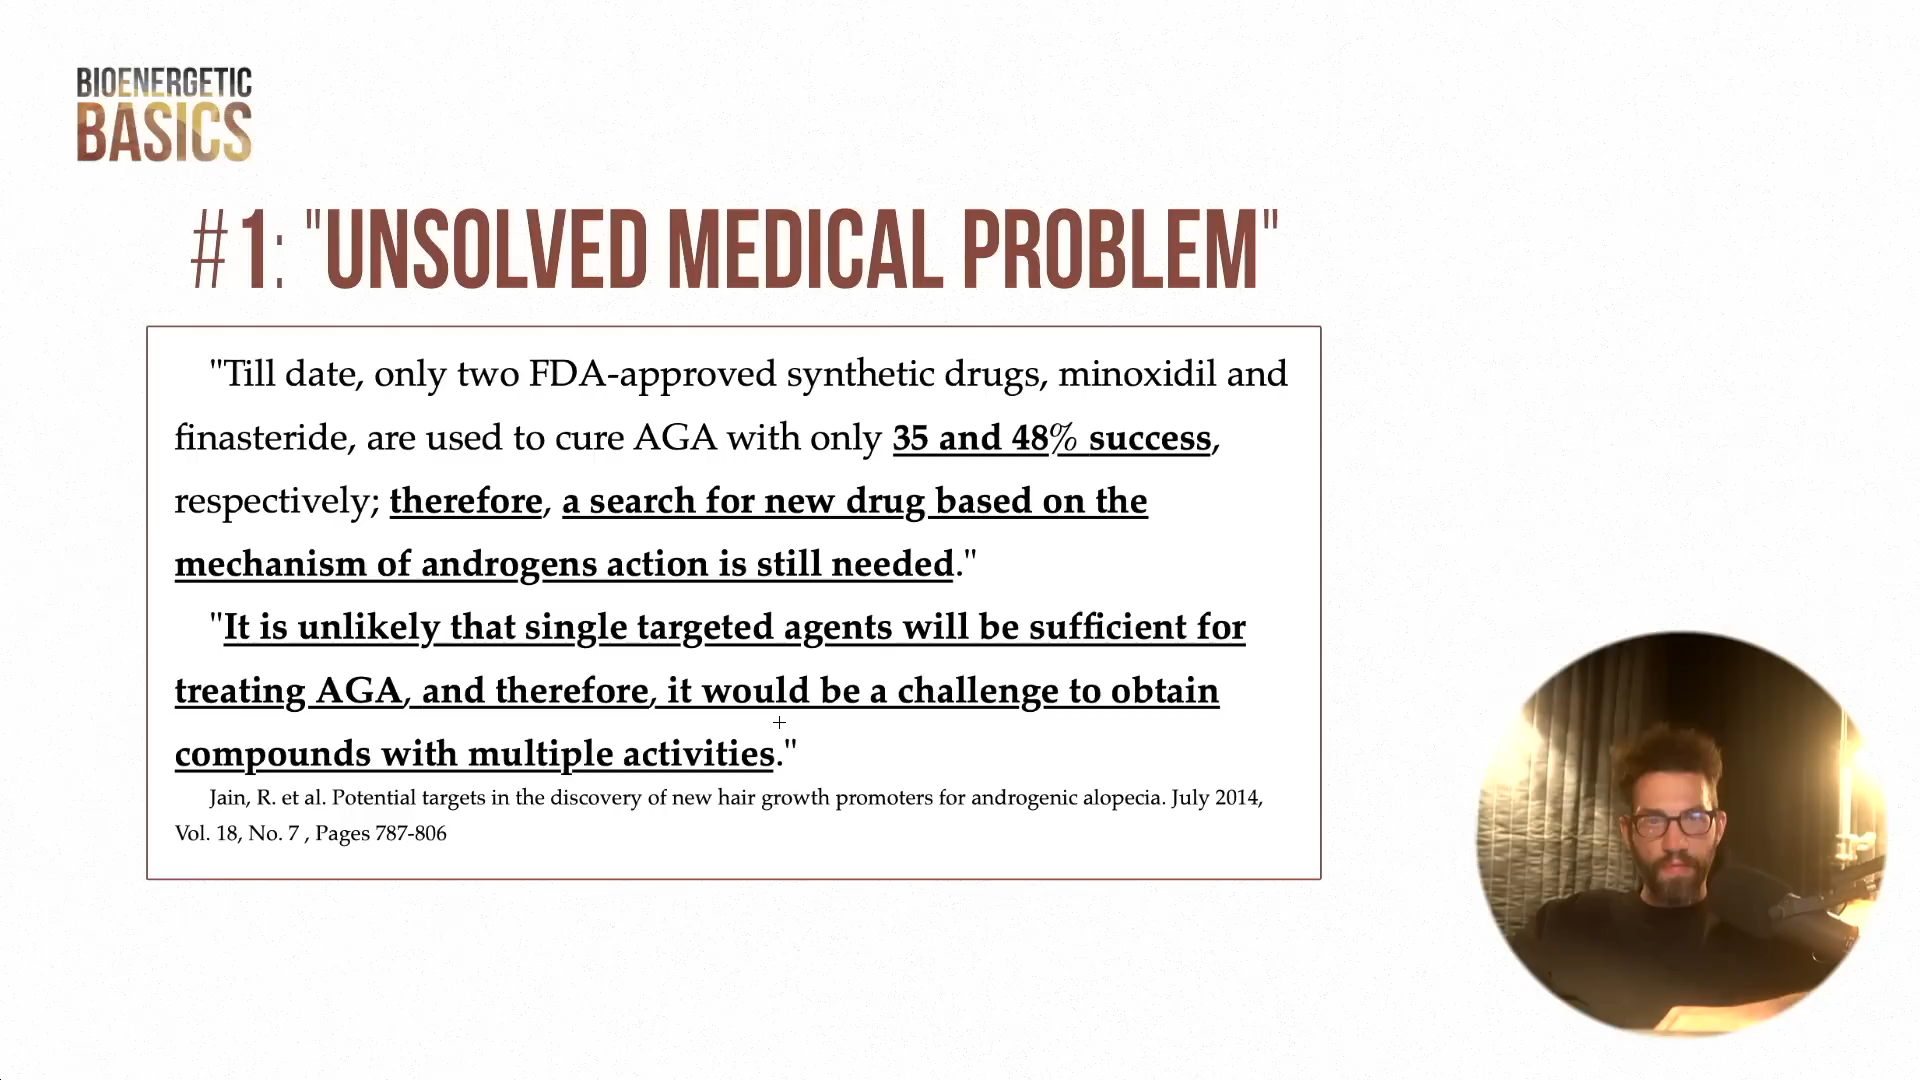 BIOENERGETIC
BASICS
#1: "UNSOLVED MEDICAL PROBLEM"
"Till date, only two FDA-approved synthetic drugs, minoxidil and
finasteride, are used to cure AGA with only 35 and 48% success,
respectively; therefore, a search for new drug based on the
mechanism of androgens action is still needed."
"It is unlikely that single targeted agents will be sufficient for
treating AGA, and therefore, it would be a challenge to obtain
compounds with multiple activities."
Jain, R. et al. Potential targets in the discovery of new hair growth promoters for androgenic alopecia. July 2014,
Vol. 18, No. 7 , Pages 787-806